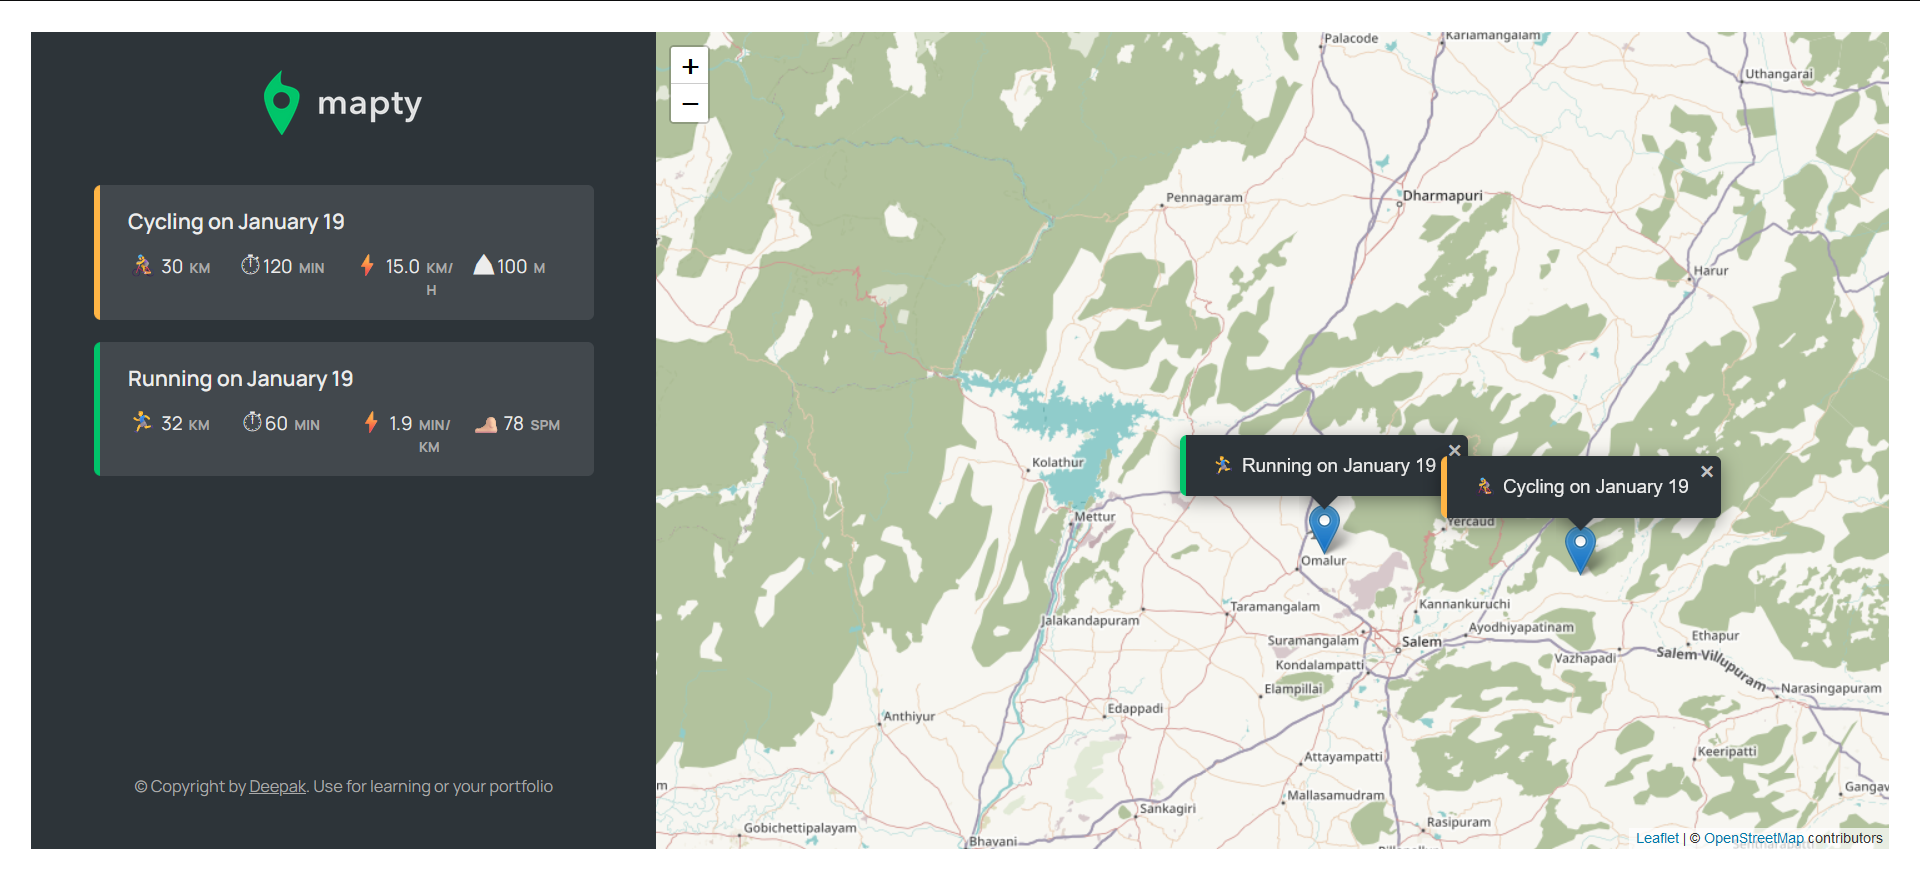 mapty
Cycling on January 19
30 KM
120 MIN
15.0 KM/
H
100 M
Running on January 19
32 KM
60 MIN
1.9 MIN/
KM
78 SPM
© Copyright by Deepak. Use for learning or your portfolio
+
−
Palacode
Kariamangalam
Uthangarai
Pennagaram
Dharmapuri
Harur
Kolathur
Running on January 19
×
Cycling on January 19
×
Mettur
Yercaud
Omalur
Taramangalam
Kannankuruchi
Jalakandapuram
Ayodhiyapatinam
Suramangalam
Salem
Ethapur
Vazhapadi
Salem-Villupuram
Kondalampatti
Elampillai
Narasingapuram
Anthiyur
Edappadi
Keeripatti
Attayampatti
m
Gangav
Mallasamudram
Sankagiri
Rasipuram
Gobichettipalayam
Bhavani
Leaflet | © OpenStreetMap contributors